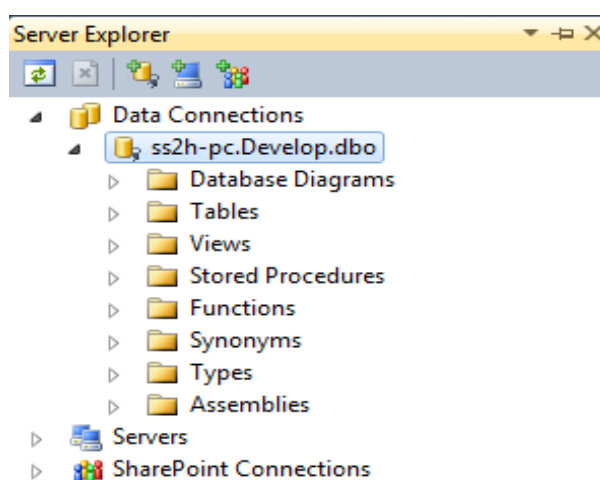 Server Explorer
Data Connections
ss2h-pc.Develop.dbo
Database Diagrams
Tables
Views
Stored Procedures
Functions
Synonyms
Types
Assemblies
Servers
SharePoint Connections